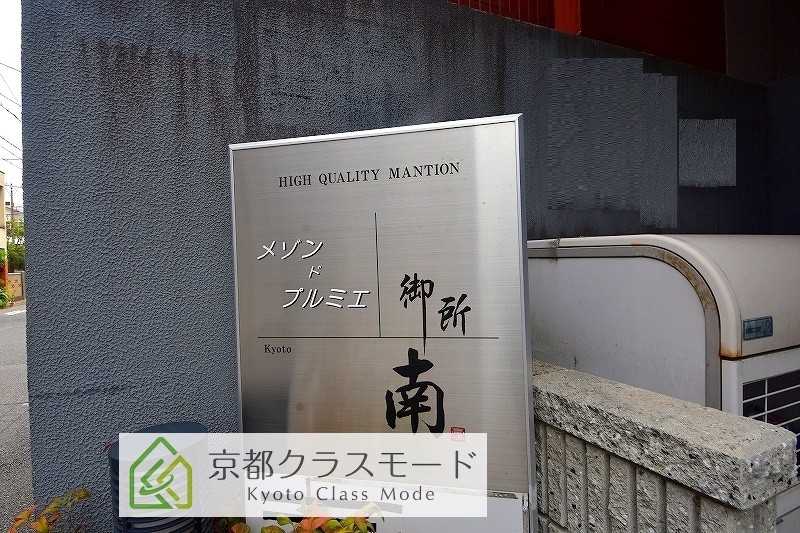 HIGH QUALITY MANTION
メゾン
ド
プルミエ
御所
南
Kyoto
京都クラスモード
Kyoto Class Mode